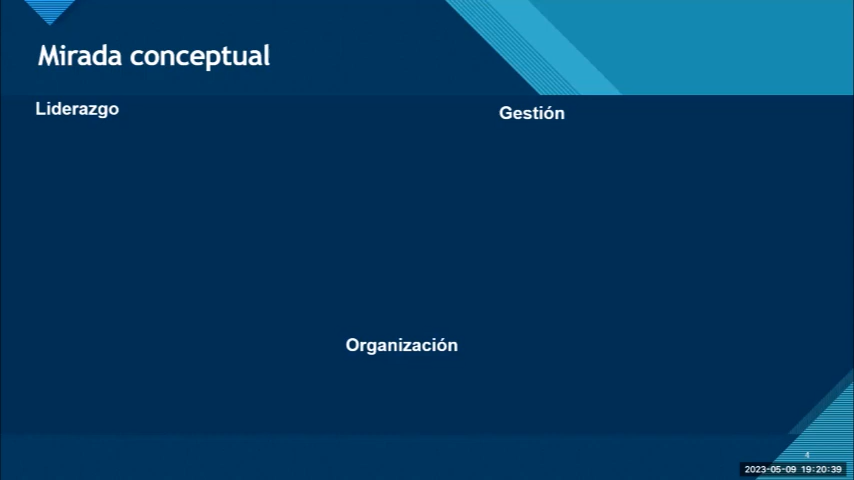 Mirada conceptual
Liderazgo
Gestión
Organización
4
2023-05-09 19:20:39